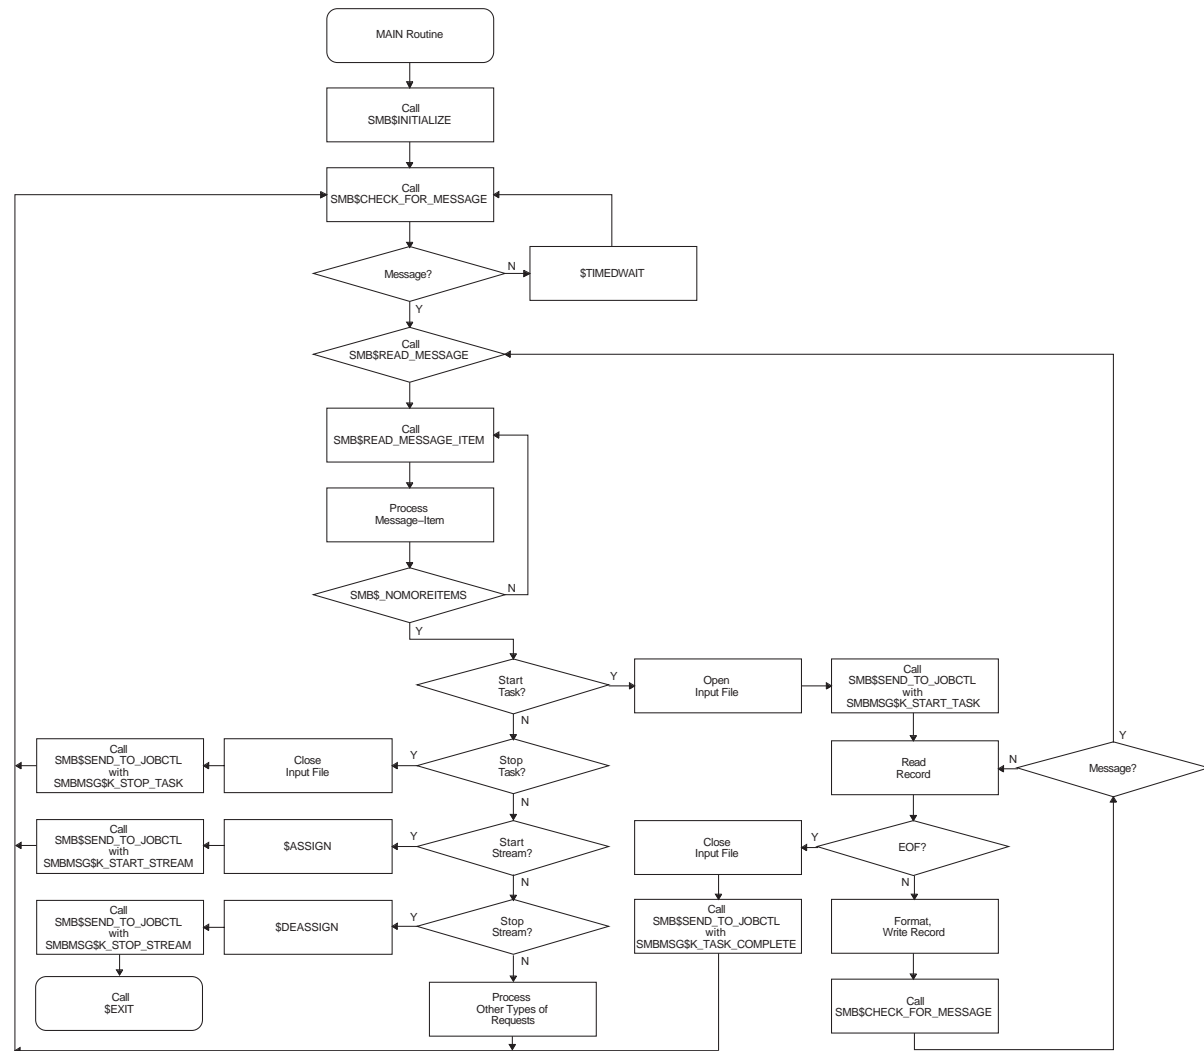 MAIN Routine
Call
SMB$INITIALIZE
Call
SMB$CHECK_FOR_MESSAGE
Message?
N
$TIMEDWAIT
Y
Call
SMB$READ_MESSAGE
Call
SMB$READ_MESSAGE_ITEM
Process
Message–Item
SMB$_NOMOREITEMS
N
Y
Start
Task?
Y
Open
Input File
Call
SMB$SEND_TO_JOBCTL
with
SMBMSG$K_START_TASK
N
Call
SMB$SEND_TO_JOBCTL
with
SMBMSG$K_STOP_TASK
Close
Input File
Y
Stop
Task?
Read
Record
N
Message?
Y
N
Call
SMB$SEND_TO_JOBCTL
with
SMBMSG$K_START_STREAM
$ASSIGN
Y
Start
Stream?
Close
Input File
Y
EOF?
N
N
Call
SMB$SEND_TO_JOBCTL
with
SMBMSG$K_STOP_STREAM
$DEASSIGN
Y
Stop
Stream?
Call
SMB$SEND_TO_JOBCTL
with
SMBMSG$K_TASK_COMPLETE
Format,
Write Record
N
Call
$EXIT
Process
Other Types of
Requests
Call
SMB$CHECK_FOR_MESSAGE